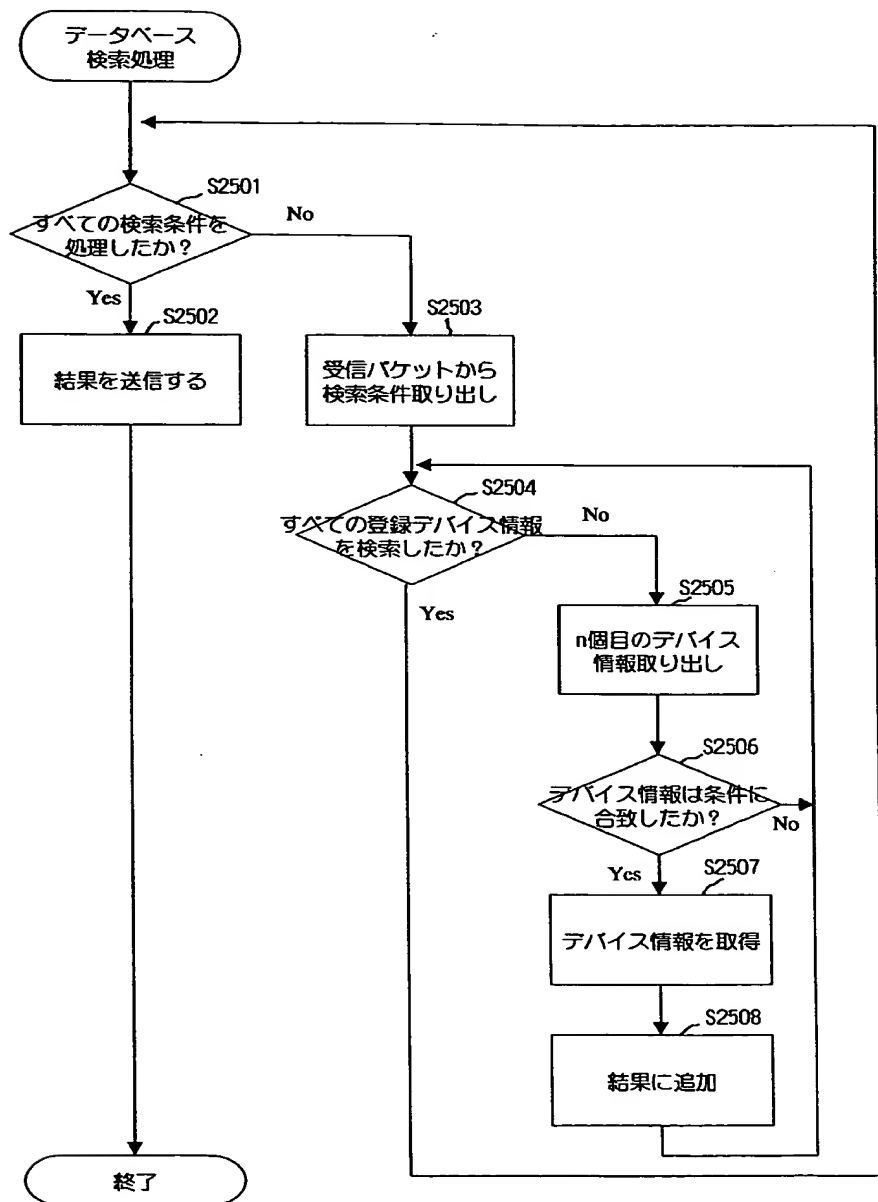 データベース
検索処理
S2501
すべての検索条件を
処理したか？
No
Yes
S2502
結果を送信する
S2503
受信パケットから
検索条件取り出し
S2504
すべての登録デバイス情報
を検索したか？
No
Yes
S2505
n個目のデバイス
情報取り出し
S2506
デバイス情報は条件に
合致したか？
No
Yes
S2507
デバイス情報を取得
S2508
結果に追加
終了